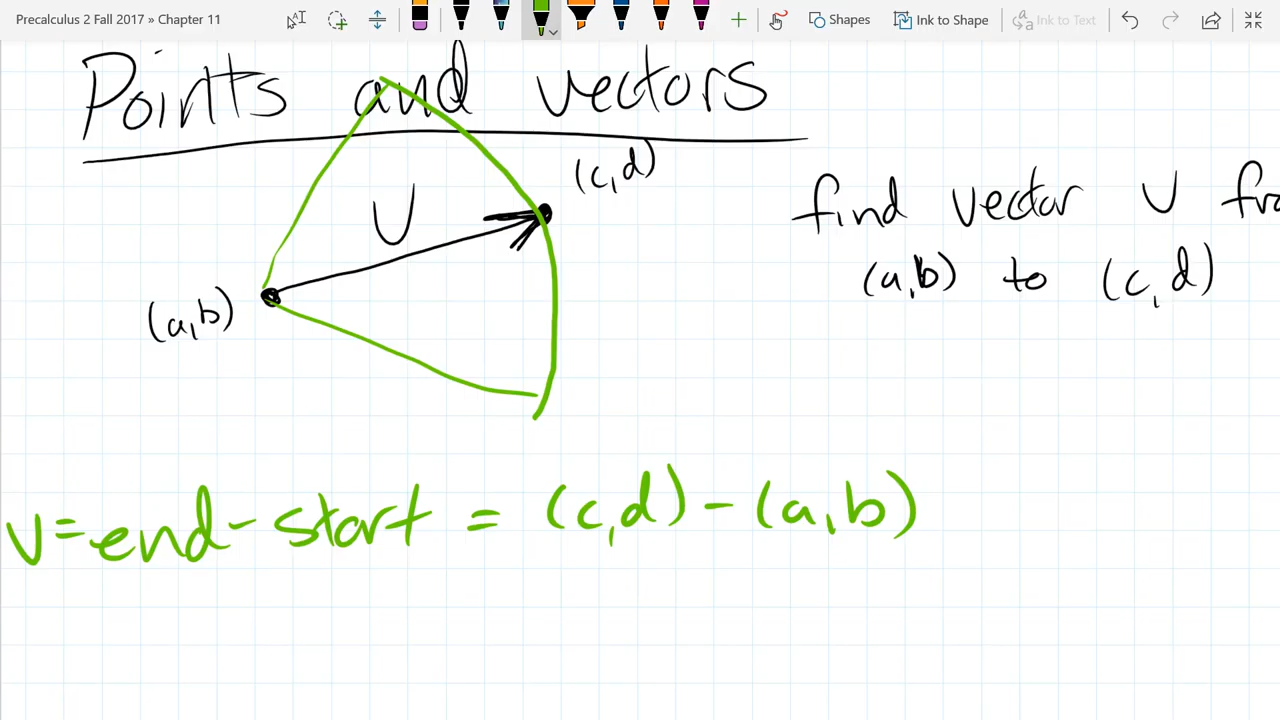 Precalculus 2 Fall 2017 » Chapter 11
Shapes
Ink to Shape
Ink to Text
Points and vectors
(c,d)
U
(a,b)
find vector U fro
(a,b) to (c,d)
V=end-start = (c,d)-(a,b)